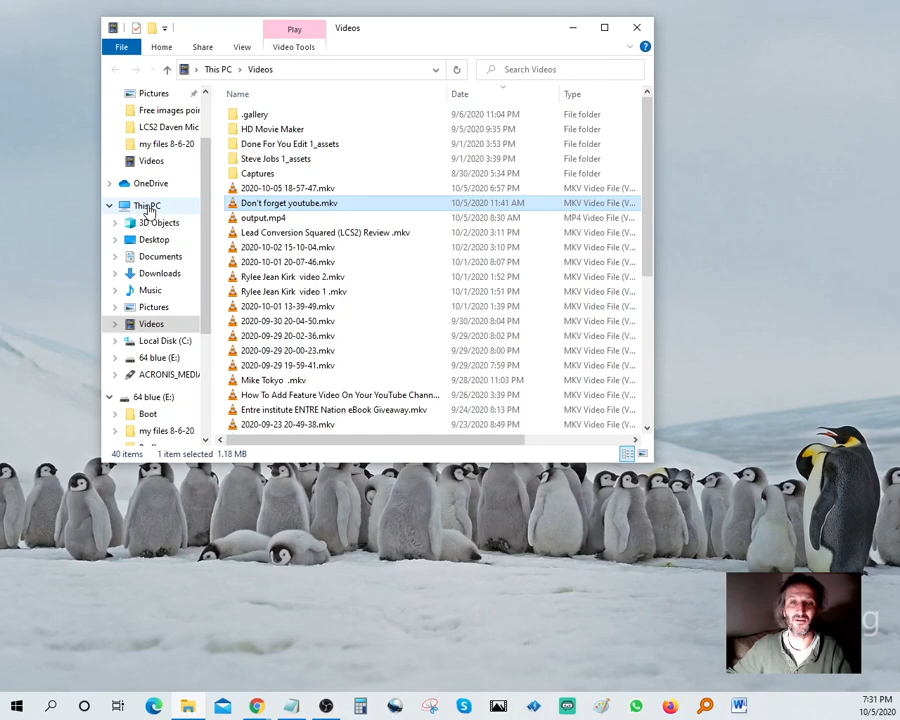 Play
Videos
File
Home
Share
View
Video Tools
This PC
Videos
Search Videos
Name
Date
Type
Pictures
Free images poi
LCS2 Daven Mic
my files 8-6-20
Videos
OneDrive
This PC
3D Objects
Desktop
Documents
Downloads
Music
Pictures
Videos
Local Disk (C:)
64 blue (E:)
ACRONIS_MEDI
64 blue (E:)
Boot
my files 8-6-20
.gallery 9/6/2020 11:04 PM File folder
HD Movie Maker 9/5/2020 9:35 PM File folder
Done For You Edit 1_assets 9/1/2020 3:53 PM File folder
Steve Jobs 1_assets 9/1/2020 3:39 PM File folder
Captures 8/30/2020 5:34 PM File folder
2020-10-05 18-57-47.mkv 10/5/2020 6:57 PM MKV Video File (V...
Don't forget youtube.mkv 10/5/2020 11:41 AM MKV Video File (V...
output.mp4 10/5/2020 8:30 AM MP4 Video File (V...
Lead Conversion Squared (LCS2) Review .mkv 10/2/2020 3:11 PM MKV Video File (V...
2020-10-02 15-10-04.mkv 10/2/2020 3:10 PM MKV Video File (V...
2020-10-01 20-07-46.mkv 10/1/2020 8:07 PM MKV Video File (V...
Rylee Jean Kirk video 2.mkv 10/1/2020 1:52 PM MKV Video File (V...
Rylee Jean Kirk video 1 .mkv 10/1/2020 1:51 PM MKV Video File (V...
2020-10-01 13-39-49.mkv 10/1/2020 1:39 PM MKV Video File (V...
2020-09-30 20-04-50.mkv 9/30/2020 8:04 PM MKV Video File (V...
2020-09-29 20-02-36.mkv 9/29/2020 8:02 PM MKV Video File (V...
2020-09-29 20-00-23.mkv 9/29/2020 8:00 PM MKV Video File (V...
2020-09-29 19-59-41.mkv 9/29/2020 7:59 PM MKV Video File (V...
Mike Tokyo .mkv 9/28/2020 11:03 PM MKV Video File (V...
How To Add Feature Video On Your YouTube Chann... 9/26/2020 3:39 PM MKV Video File (V...
Entre institute ENTRE Nation eBook Giveaway.mkv 9/24/2020 8:13 PM MKV Video File (V...
2020-09-23 20-49-38.mkv 9/23/2020 8:49 PM MKV Video File (V...
40 items 1 item selected 1.18 MB
g
7:31 PM
10/5/2020